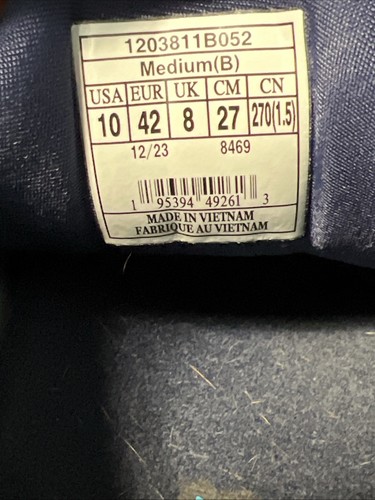 1203811B052
Medium(B)
USA EUR UK CM CN
10 42 8 27 270(1.5)
12/23 8469
1 95394 49261 3
MADE IN VIETNAM
FABRIQUE AU VIETNAM